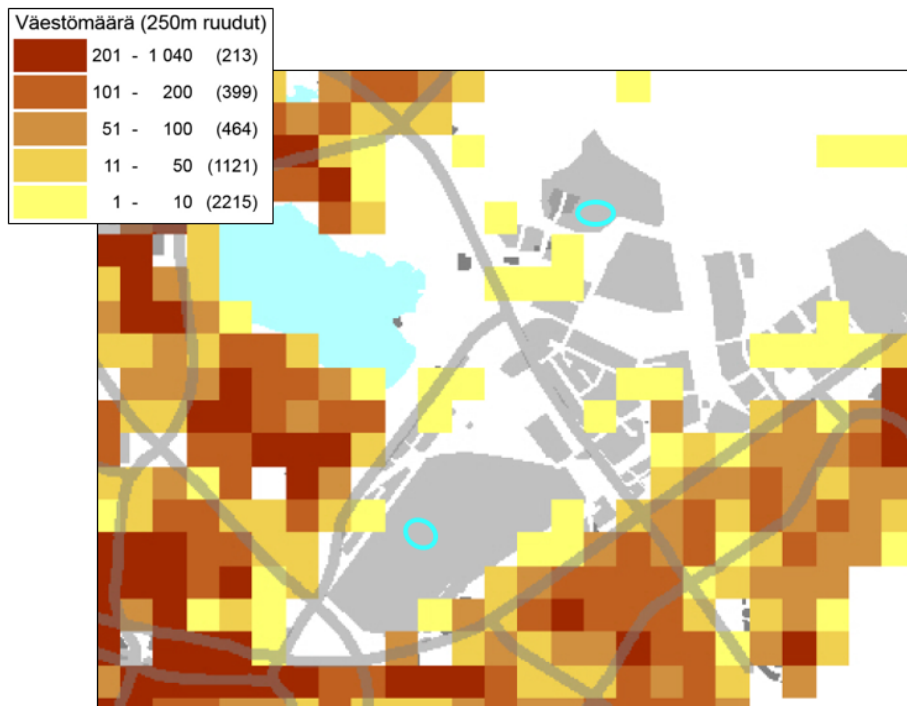 Väestömäärä (250m ruudut)
201 - 1 040 (213)
101 - 200 (399)
51 - 100 (464)
11 - 50 (1121)
1 - 10 (2215)